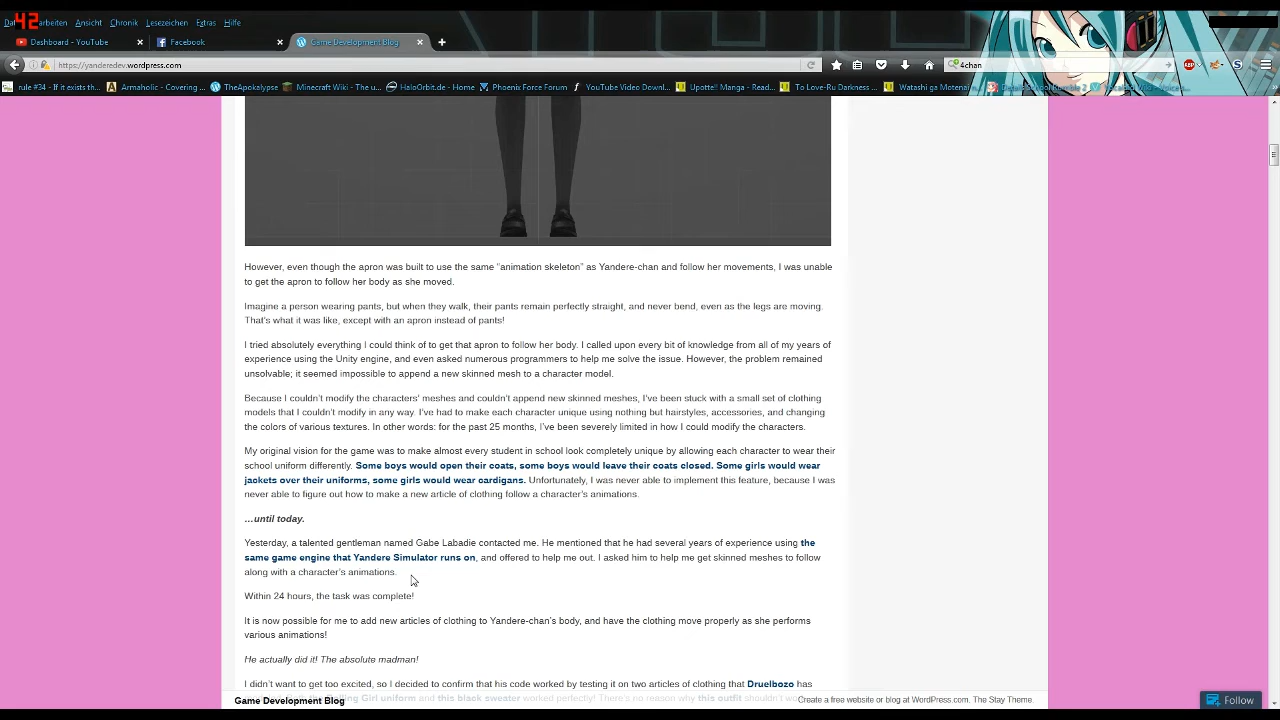 42
Da arbeiten Ansicht Chronik Lesezeichen Extras Hilfe
Dashboard - YouTube
Facebook
Game Development Blog
https://yanderedev.wordpress.com
4chan
ABP
rule #34 - If it exists th...
Armaholic - Covering ...
TheApokalypse
Minecraft Wiki - The u...
HaloOrbit.de - Home
Phoenix Force Forum
YouTube Video Downl...
Upotte!! Manga - Read...
To Love-Ru Darkness ...
Watashi ga Motenai...
However, even though the apron was built to use the same “animation skeleton” as Yandere-chan and follow her movements, I was unable
to get the apron to follow her body as she moved.
Imagine a person wearing pants, but when they walk, their pants remain perfectly straight, and never bend, even as the legs are moving.
That’s what it was like, except with an apron instead of pants!
I tried absolutely everything I could think of to get that apron to follow her body. I called upon every bit of knowledge from all of my years of
experience using the Unity engine, and even asked numerous programmers to help me solve the issue. However, the problem remained
unsolvable; it seemed impossible to append a new skinned mesh to a character model.
Because I couldn’t modify the characters’ meshes and couldn’t append new skinned meshes, I’ve been stuck with a small set of clothing
models that I couldn’t modify in any way. I’ve had to make each character unique using nothing but hairstyles, accessories, and changing
the colors of various textures. In other words: for the past 25 months, I’ve been severely limited in how I could modify the characters.
My original vision for the game was to make almost every student in school look completely unique by allowing each character to wear their
school uniform differently. Some boys would open their coats, some boys would leave their coats closed. Some girls would wear
jackets over their uniforms, some girls would wear cardigans. Unfortunately, I was never able to implement this feature, because I was
never able to figure out how to make a new article of clothing follow a character’s animations.
…until today.
Yesterday, a talented gentleman named Gabe Labadie contacted me. He mentioned that he had several years of experience using the
same game engine that Yandere Simulator runs on, and offered to help me out. I asked him to help me get skinned meshes to follow
along with a character’s animations.
Within 24 hours, the task was complete!
It is now possible for me to add new articles of clothing to Yandere-chan’s body, and have the clothing move properly as she performs
various animations!
He actually did it! The absolute madman!
I didn’t want to get too excited, so I decided to confirm that his code worked by testing it on two articles of clothing that Druelbozo has
Girl uniform and this black sweater worked perfectly! There’s no reason why this outfit shouldn’t
Game Development Blog
Create a free website or blog at WordPress.com. The Stay Theme.
Follow